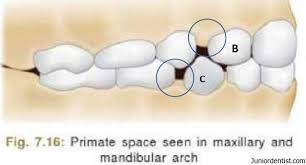 B
C
Fig. 7.16: Primate space seen in maxillary and
mandibular arch
Juniordentist.com